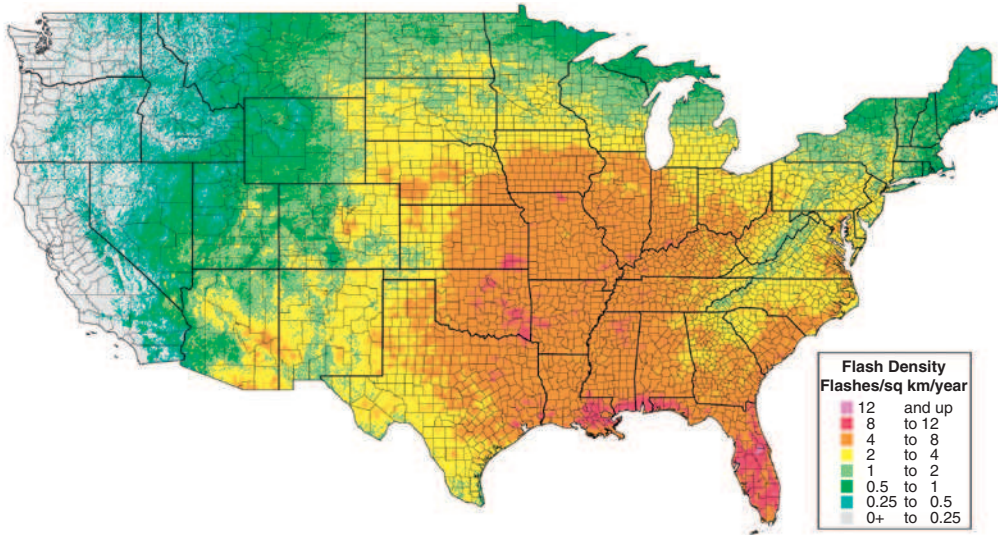 Flash Density
Flashes/sq km/year
12 and up
8 to 12
4 to 8
2 to 4
1 to 2
0.5 to 1
0.25 to 0.5
0+ to 0.25